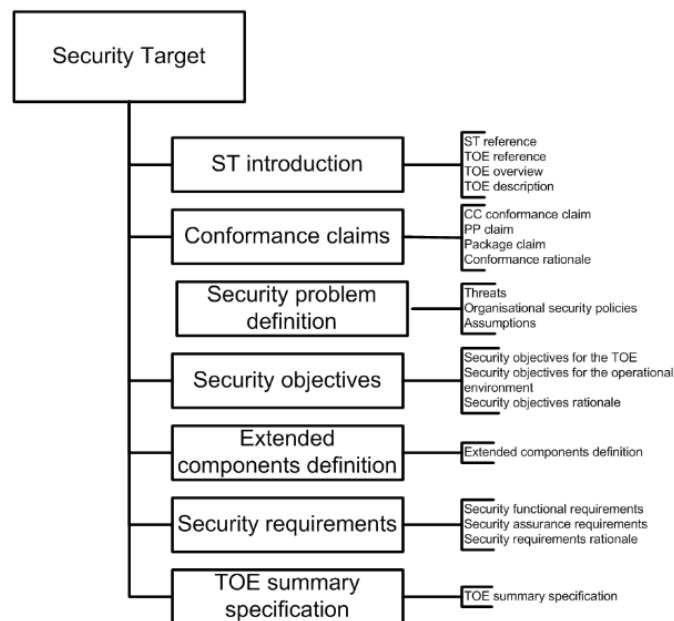 Security Target
ST introduction
ST reference
TOE reference
TOE overview
TOE description
Conformance claims
CC conformance claim
PP claim
Package claim
Conformance rationale
Security problem
definition
Threats
Organisational security policies
Assumptions
Security objectives
Security objectives for the TOE
Security objectives for the operational
environment
Security objectives rationale
Extended
components definition
Extended components definition
Security requirements
Security functional requirements
Security assurance requirements
Security requirements rationale
TOE summary
specification
TOE summary specification